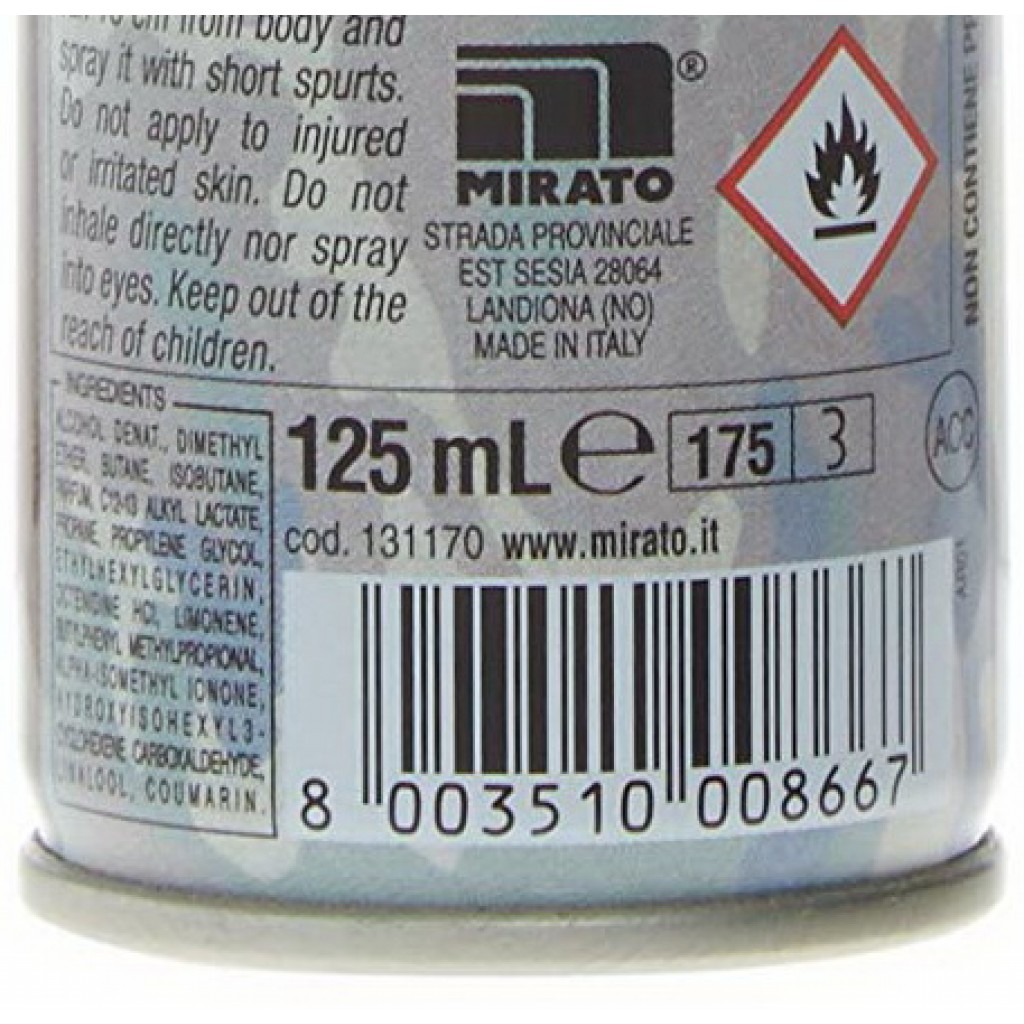 cm from body and
spray it with short spurts.
Do not apply to injured
or irritated skin. Do not
inhale directly nor spray
into eyes. Keep out of the
reach of children.
®
MIRATO
STRADA PROVINCIALE
EST SESIA 28064
LANDIONA (NO)
MADE IN ITALY
NON CONTIENE
INGREDIENTS
ALCOHOL DENAT., DIMETHYL
ETHER, BUTANE, ISOBUTANE,
PARFUM, C12-13 ALKYL LACTATE,
PROPANE, PROPYLENE GLYCOL,
ETHYLHEXYLGLYCERIN,
OCTENIDINE HCI, LIMONENE,
BUTYLPHENYL METHYLPROPIONAL,
ALPHA-ISOMETHYL IONONE,
HYDROXYISOHEXYL 3-
CYCLOHEXENE CARBOXALDEHYDE,
LINALOOL, COUMARIN.
125 mL ℮ 175 3
cod. 131170 www.mirato.it
8 003510 008667